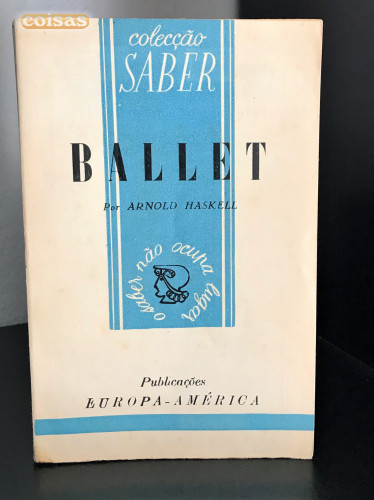 coisas
colecção
SABER
BALLET
Por ARNOLD HASKELL
o saber não ocupa lugar
Publicações
EUROPA-AMÉRICA